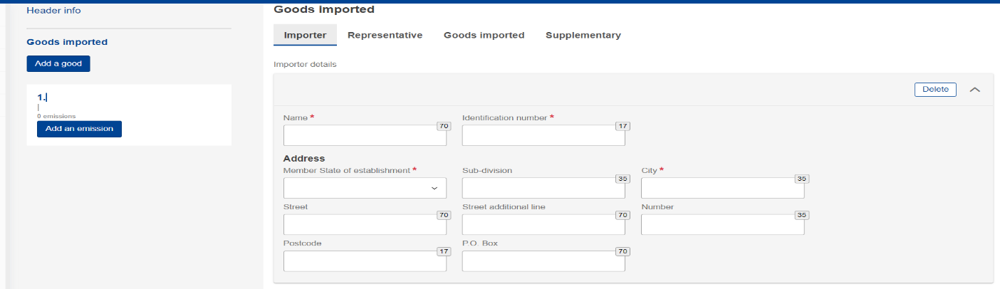 Header info
Goods imported
Add a good
1.
0 emissions
Add an emission
Goods imported
Importer Representative Goods imported Supplementary
Importer details
Delete
Name * Identification number *
70 17
Address
Member State of establishment * Sub-division City *
35 35
Street Street additional line Number
70 70 35
Postcode P.O. Box
17 70